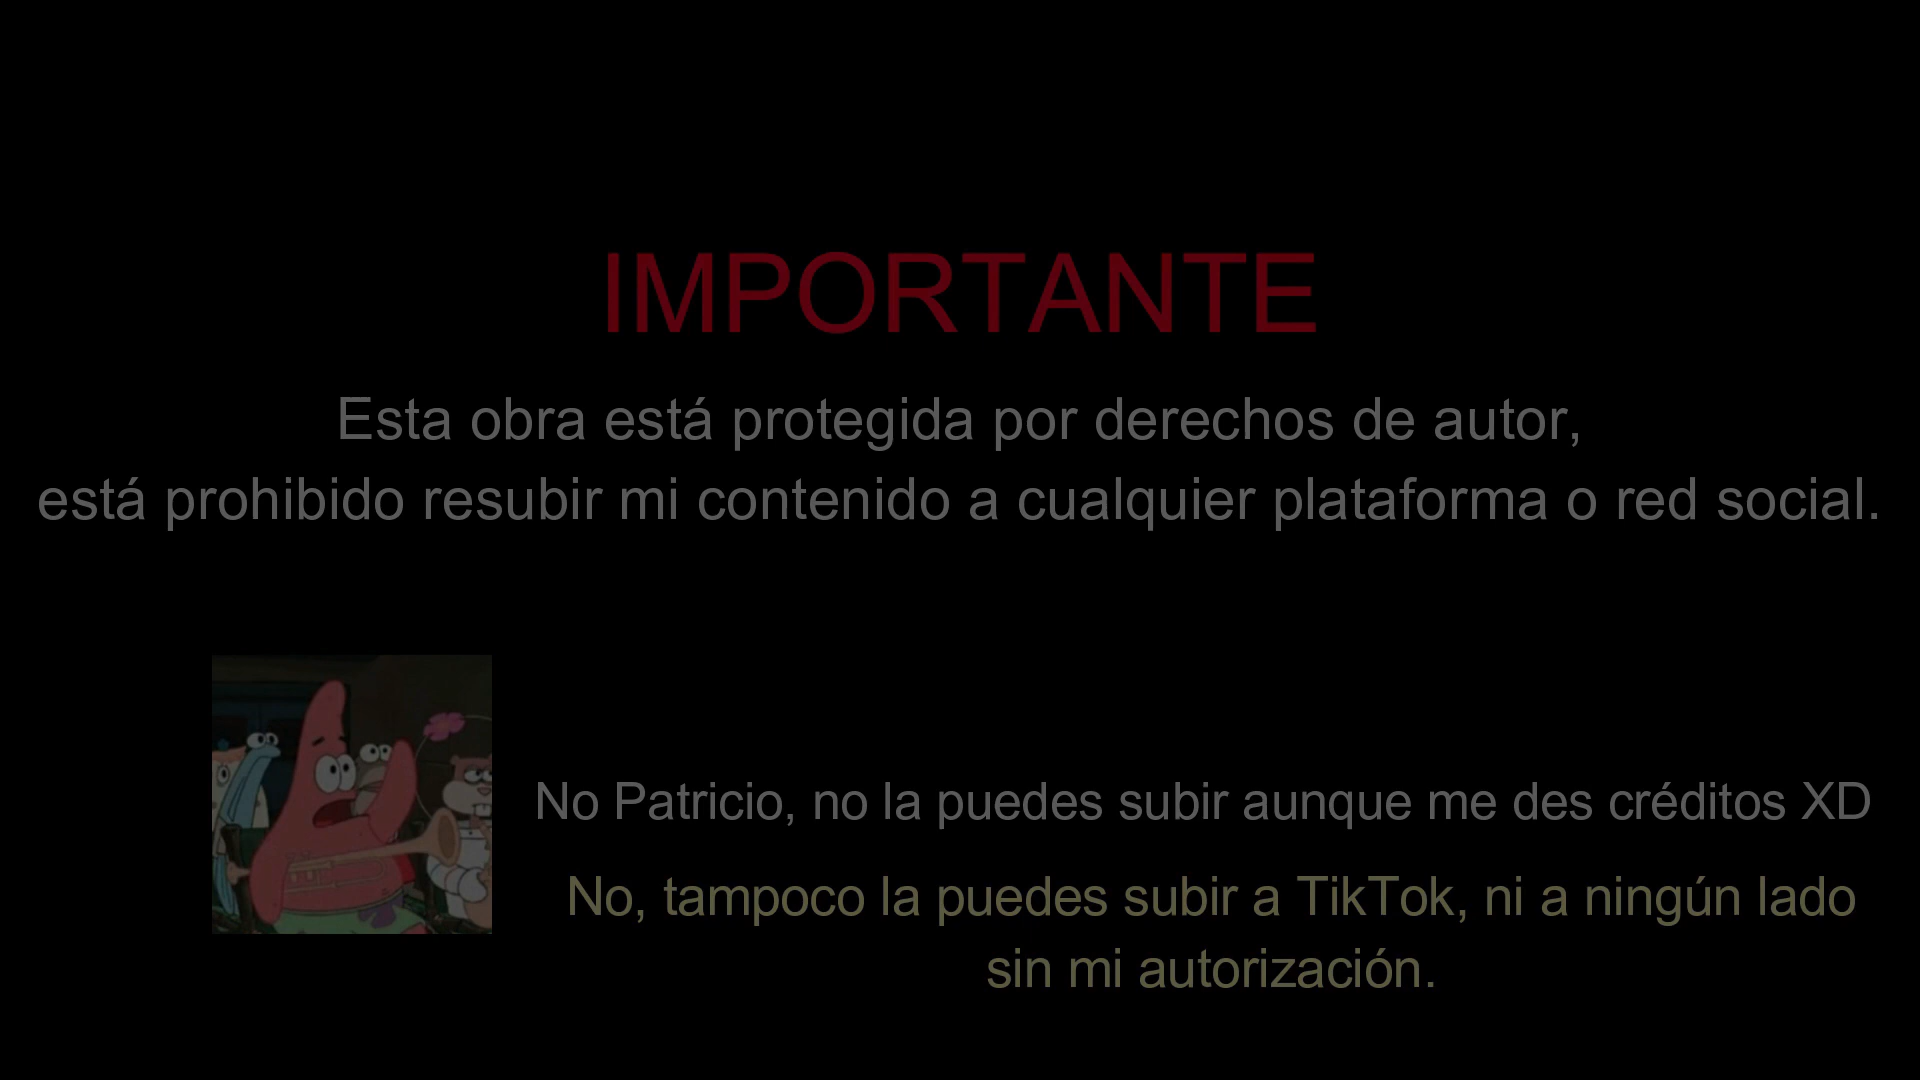 IMPORTANTE
Esta obra está protegida por derechos de autor,
está prohibido resubir mi contenido a cualquier plataforma o red social.
No Patricio, no la puedes subir aunque me des créditos XD
No, tampoco la puedes subir a TikTok, ni a ningún lado
sin mi autorización.